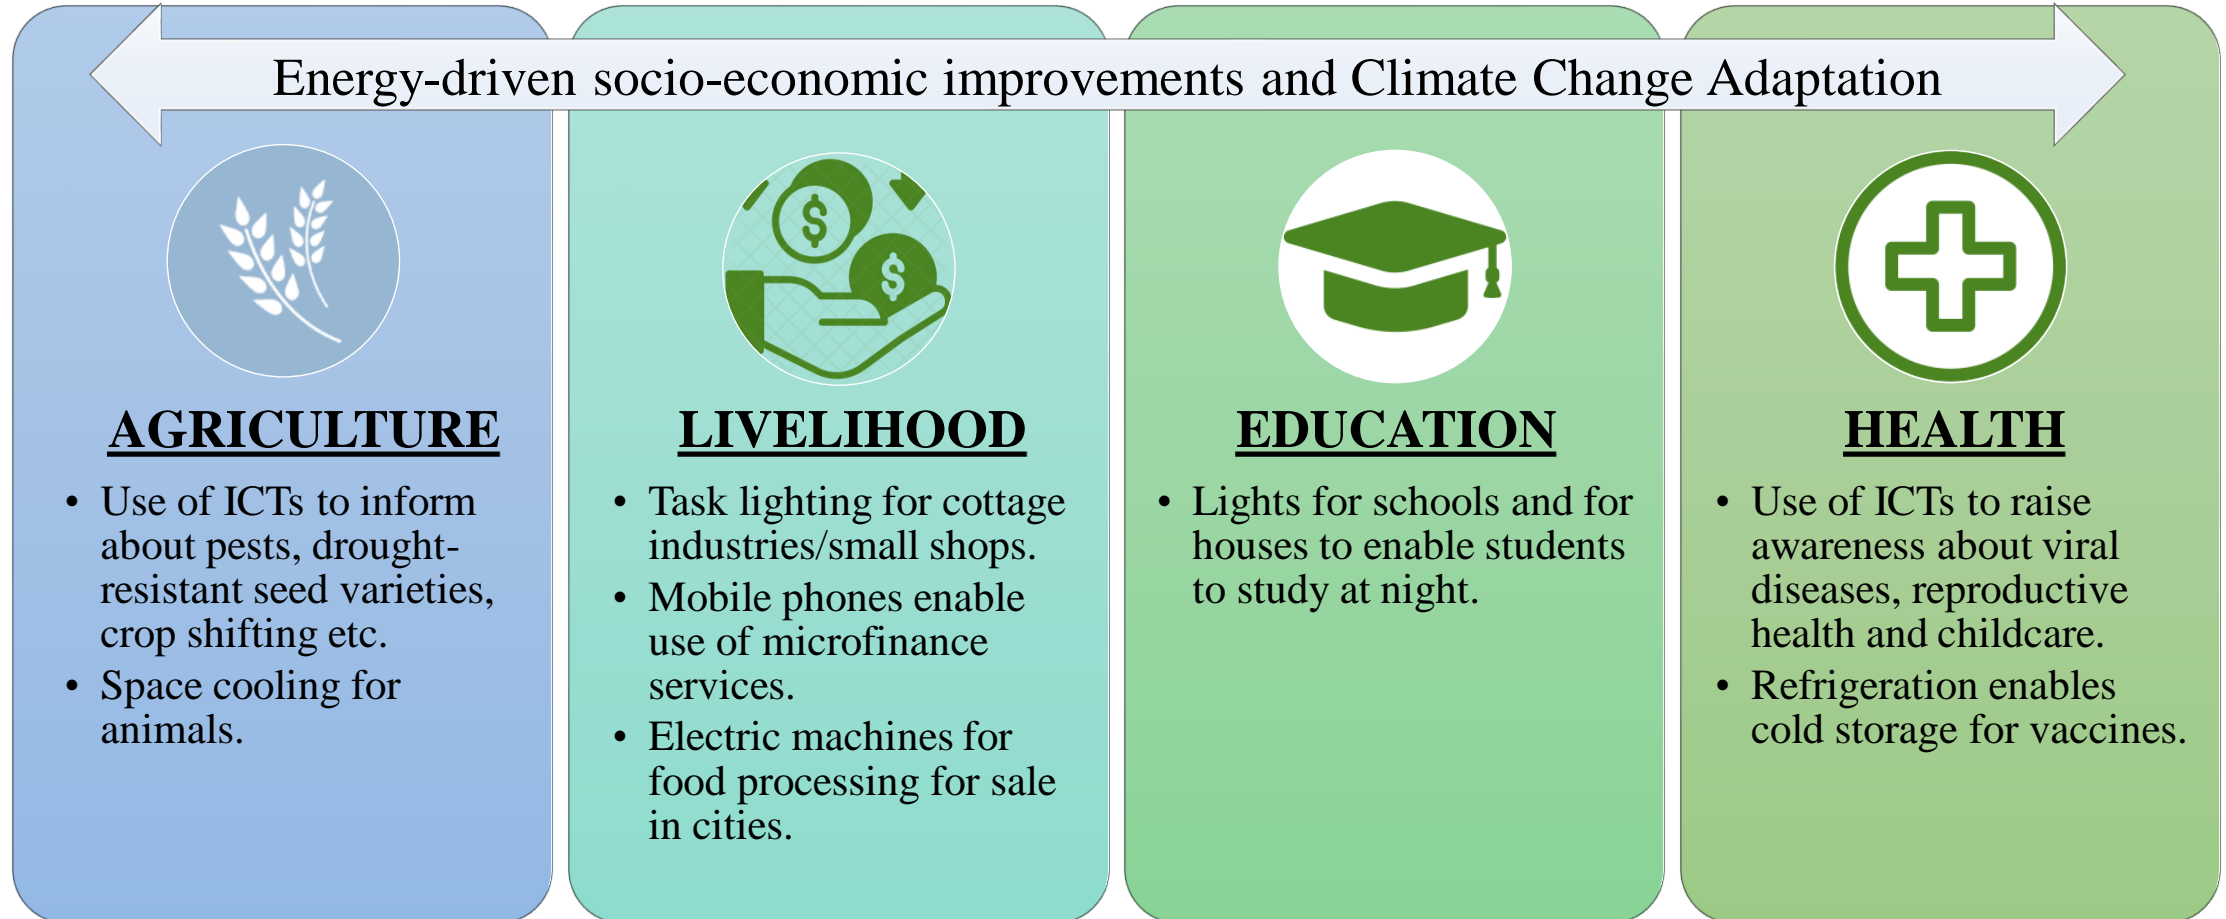 Energy-driven socio-economic improvements and Climate Change Adaptation
$
$
AGRICULTURE
• Use of ICTs to inform
about pests, drought-
resistant seed varieties,
crop shifting etc.
• Space cooling for
animals.
LIVELIHOOD
• Task lighting for cottage
industries/small shops.
• Mobile phones enable
use of microfinance
services.
• Electric machines for
food processing for sale
in cities.
EDUCATION
• Lights for schools and for
houses to enable students
to study at night.
HEALTH
• Use of ICTs to raise
awareness about viral
diseases, reproductive
health and childcare.
• Refrigeration enables
cold storage for vaccines.